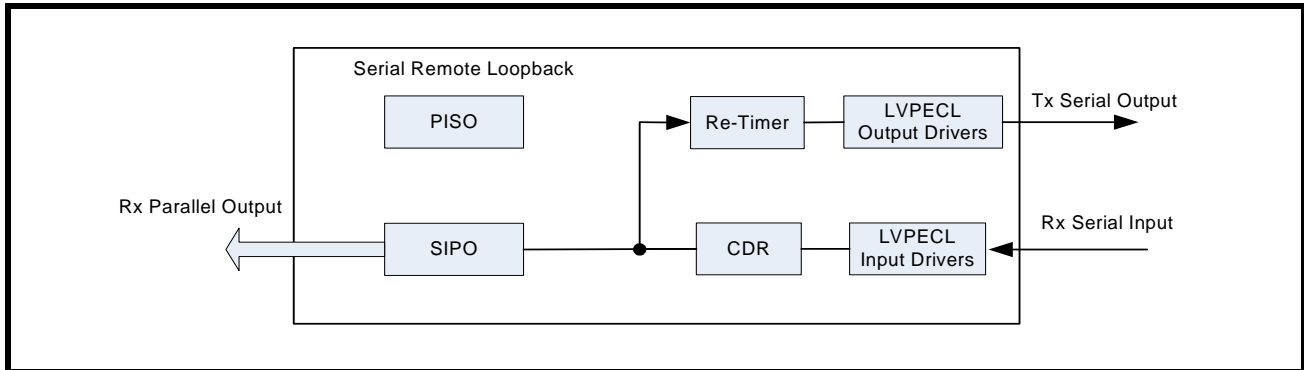 Serial Remote Loopback
PISO
Re-Timer
LVPECL
Output Drivers
Tx Serial Output
Rx Parallel Output
SIPO
CDR
LVPECL
Input Drivers
Rx Serial Input